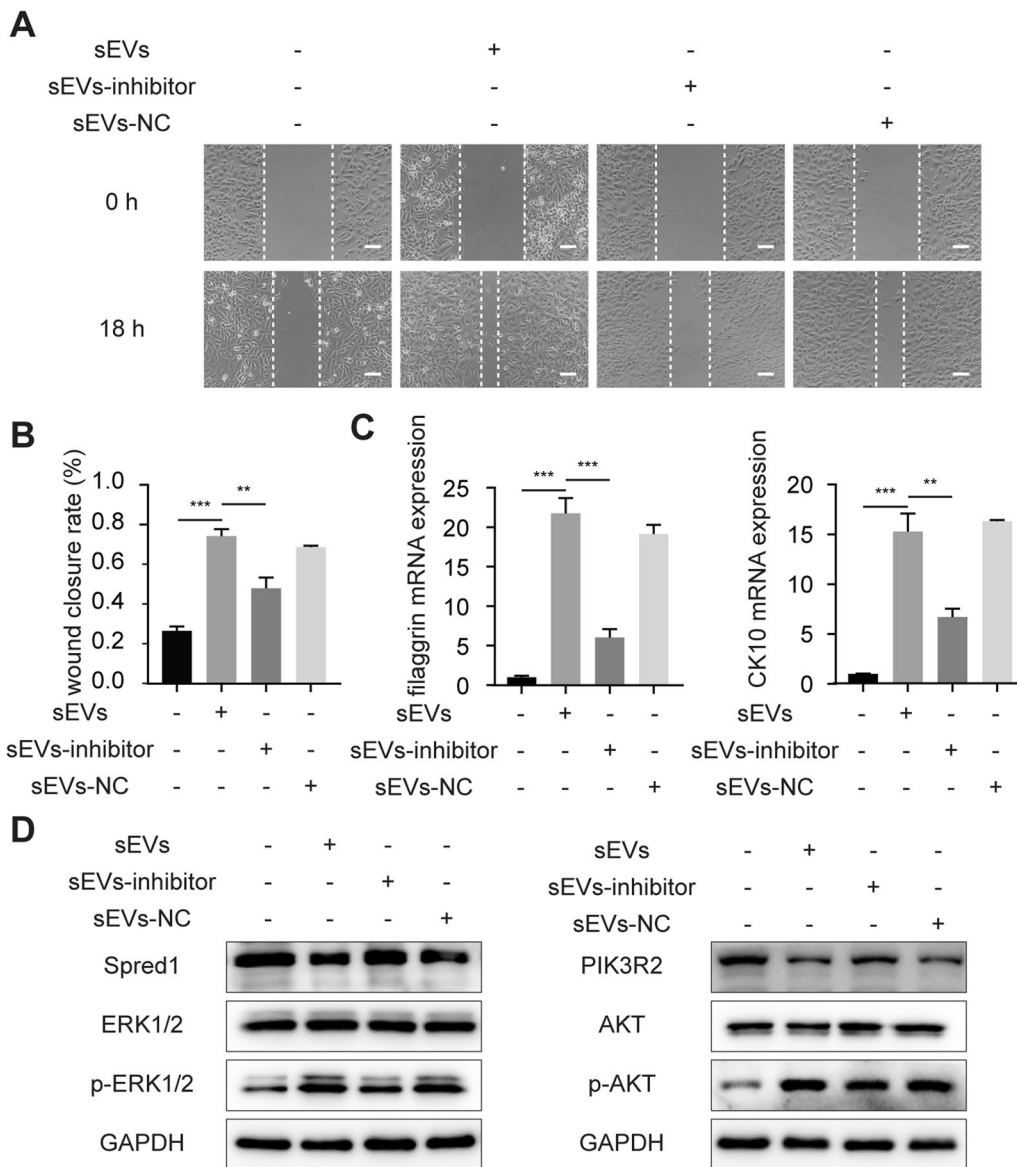 A
sEVs - + - -
sEVs-inhibitor - - + -
sEVs-NC - - - +
0 h
18 h
B
wound closure rate (%)
1.0
0.8
0.6
0.4
0.2
0.0
*** **
sEVs - + - -
sEVs-inhibitor - - + -
sEVs-NC - - - +
C
filaggrin mRNA expression
25
20
15
10
5
0
*** ***
sEVs - + - -
sEVs-inhibitor - - + -
sEVs-NC - - - +
CK10 mRNA expression
20
15
10
5
0
*** **
sEVs - + - -
sEVs-inhibitor - - + -
sEVs-NC - - - +
D
sEVs - + - -
sEVs-inhibitor - - + -
sEVs-NC - - - +
Spred1
ERK1/2
p-ERK1/2
GAPDH
sEVs - + - -
sEVs-inhibitor - - + -
sEVs-NC - - - +
PIK3R2
AKT
p-AKT
GAPDH